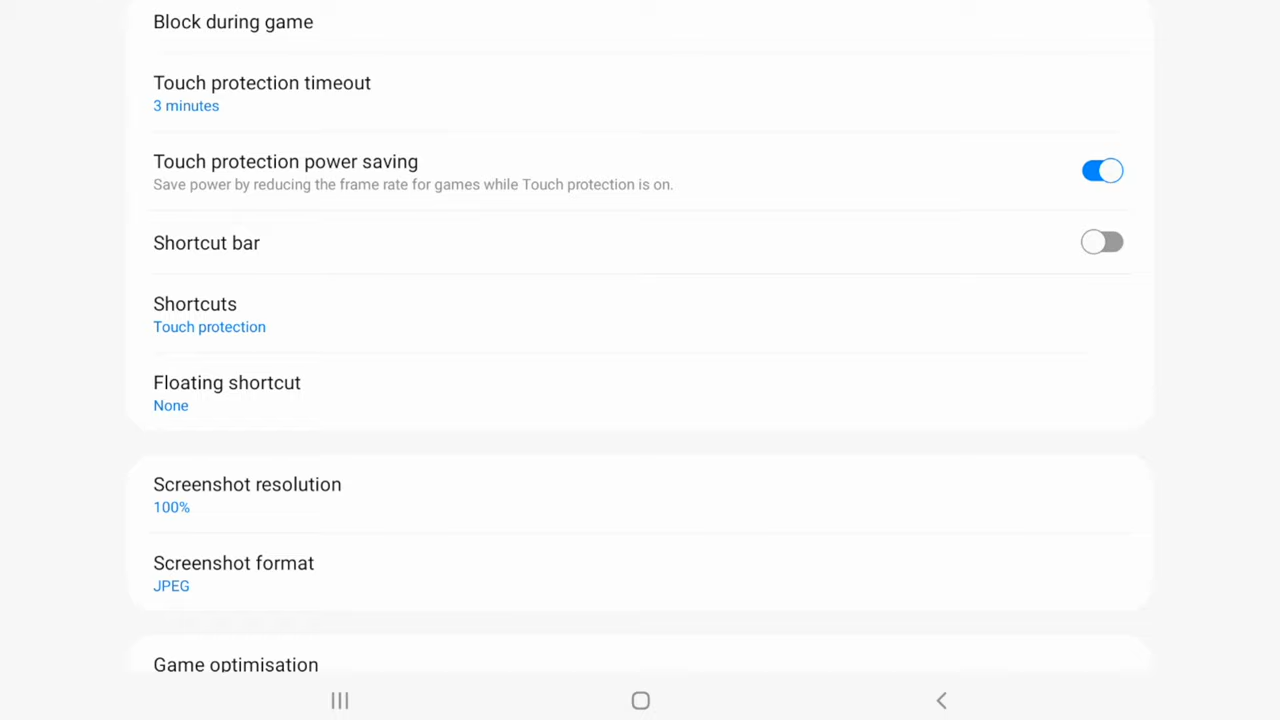 Block during game
Touch protection timeout
3 minutes
Touch protection power saving
Save power by reducing the frame rate for games while Touch protection is on.
Shortcut bar
Shortcuts
Touch protection
Floating shortcut
None
Screenshot resolution
100%
Screenshot format
JPEG
Game optimisation